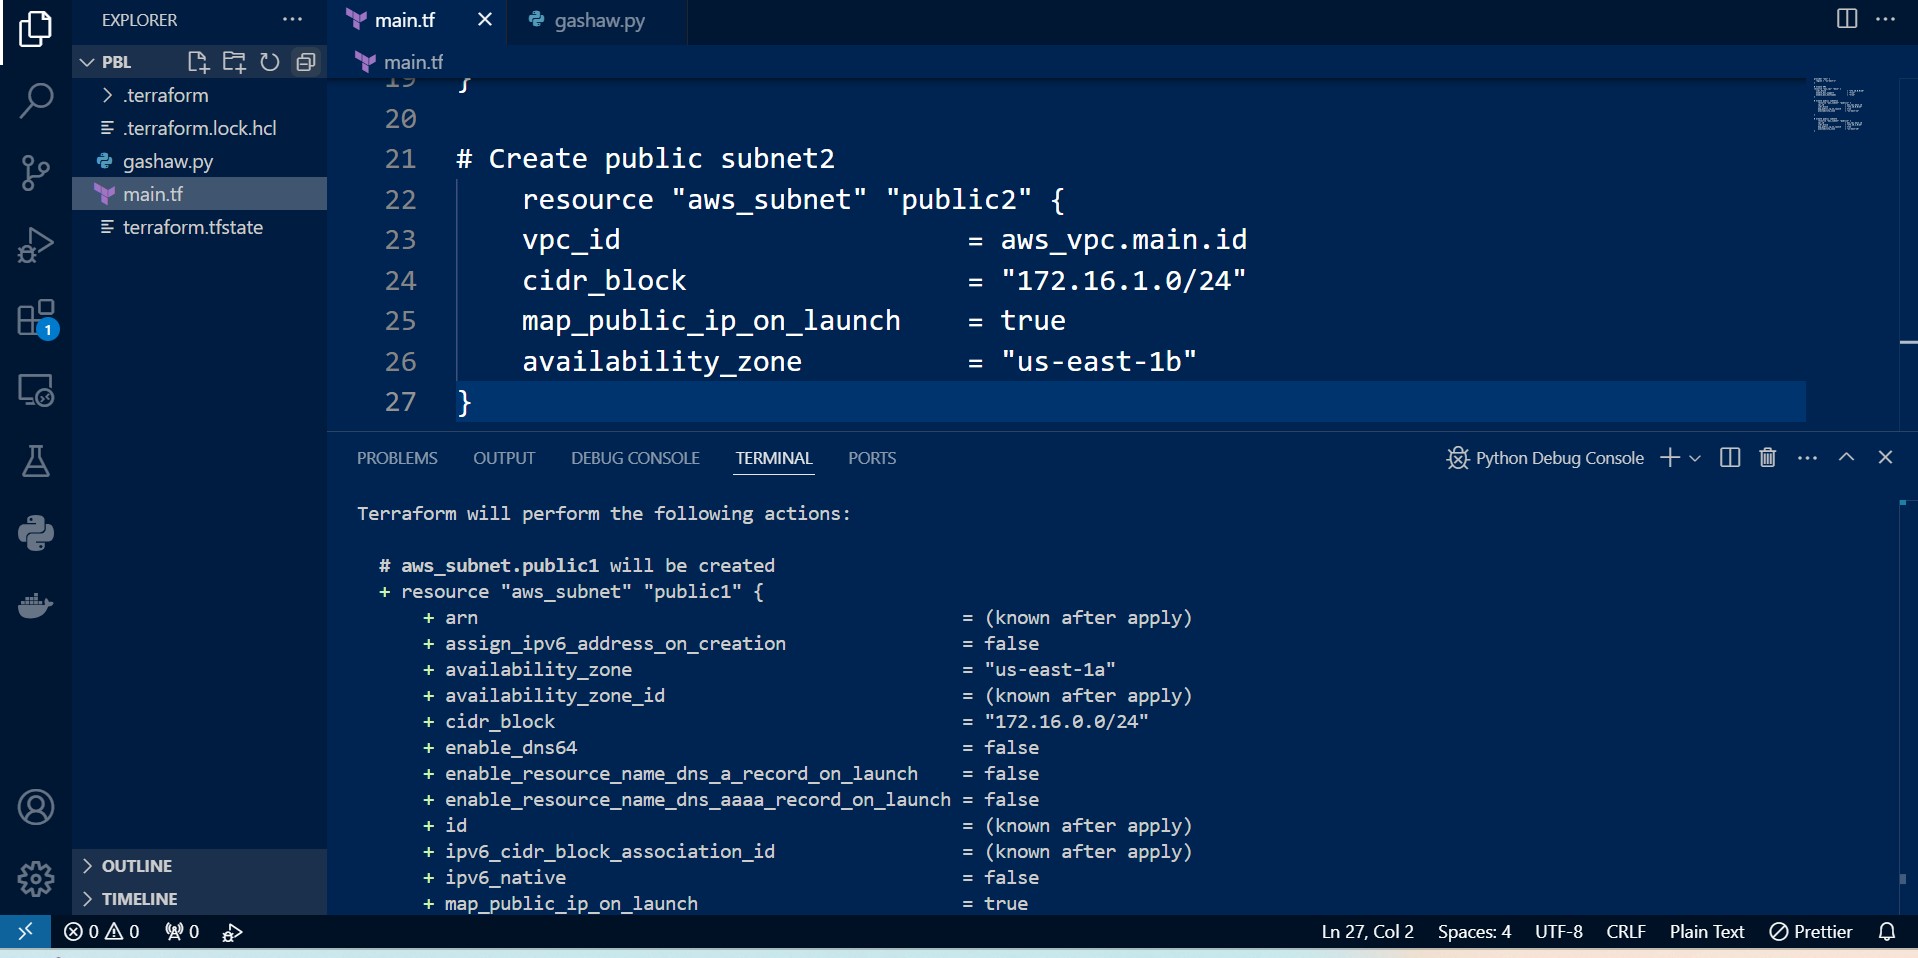 EXPLORER
PBL
.terraform
.terraform.lock.hcl
gashaw.py
main.tf
terraform.tfstate
OUTLINE
TIMELINE
main.tf
gashaw.py
main.tf
19 }
20
21 # Create public subnet2
22 resource "aws_subnet" "public2" {
23 vpc_id = aws_vpc.main.id
24 cidr_block = "172.16.1.0/24"
25 map_public_ip_on_launch = true
26 availability_zone = "us-east-1b"
27 }
PROBLEMS OUTPUT DEBUG CONSOLE TERMINAL PORTS
Python Debug Console
Terraform will perform the following actions:
# aws_subnet.public1 will be created
+ resource "aws_subnet" "public1" {
+ arn = (known after apply)
+ assign_ipv6_address_on_creation = false
+ availability_zone = "us-east-1a"
+ availability_zone_id = (known after apply)
+ cidr_block = "172.16.0.0/24"
+ enable_dns64 = false
+ enable_resource_name_dns_a_record_on_launch = false
+ enable_resource_name_dns_aaaa_record_on_launch = false
+ id = (known after apply)
+ ipv6_cidr_block_association_id = (known after apply)
+ ipv6_native = false
+ map_public_ip_on_launch = true
1
0 0 0
Ln 27, Col 2 Spaces: 4 UTF-8 CRLF Plain Text Prettier